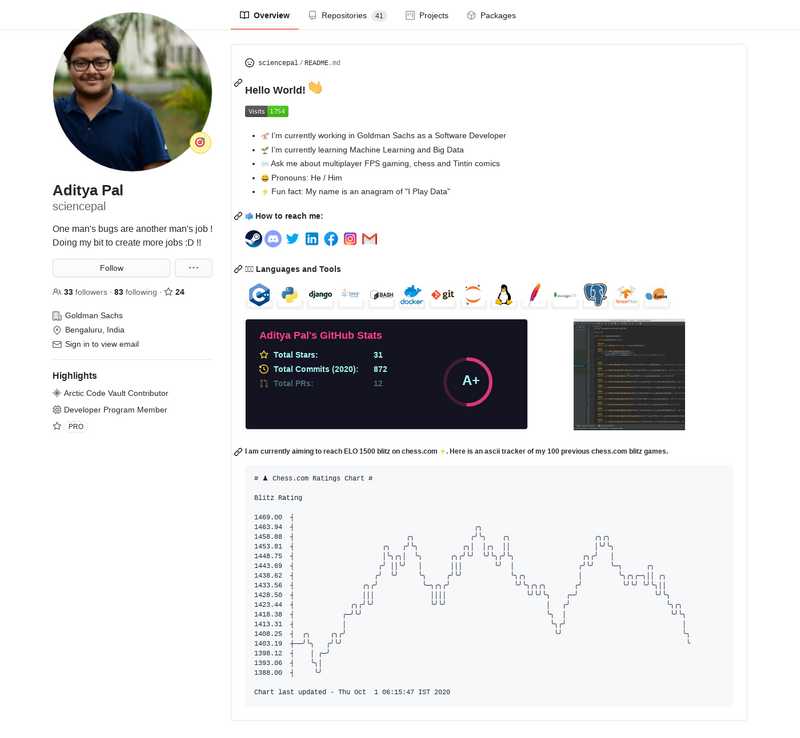 Overview
Repositories 41
Projects
Packages
sciencepal / README.md
Hello World! 👋
Visits 1754
I'm currently working in Goldman Sachs as a Software Developer
I'm currently learning Machine Learning and Big Data
Ask me about multiplayer FPS gaming, chess and Tintin comics
Pronouns: He / Him
Fun fact: My name is an anagram of "I Play Data"
How to reach me:
Languages and Tools
django
BASH
docker
git
Aditya Pal's GitHub Stats
Total Stars: 31
Total Commits (2020): 872
Total PRs: 12
A+
I am currently aiming to reach ELO 1500 blitz on chess.com ⚡. Here is an ascii tracker of my 100 previous chess.com blitz games.
# ♟ Chess.com Ratings Chart #
Blitz Rating
1469.00
1463.94
1458.88
1453.81
1448.75
1443.69
1438.62
1433.56
1428.50
1423.44
1418.38
1413.31
1408.25
1403.19
1398.12
1393.06
1388.00
Chart last updated - Thu Oct 1 06:15:47 IST 2020
Aditya Pal
sciencepal
One man's bugs are another man's job !
Doing my bit to create more jobs :D !!
Follow
33 followers · 83 following · 24
Goldman Sachs
Bengaluru, India
Sign in to view email
Highlights
Arctic Code Vault Contributor
Developer Program Member
PRO